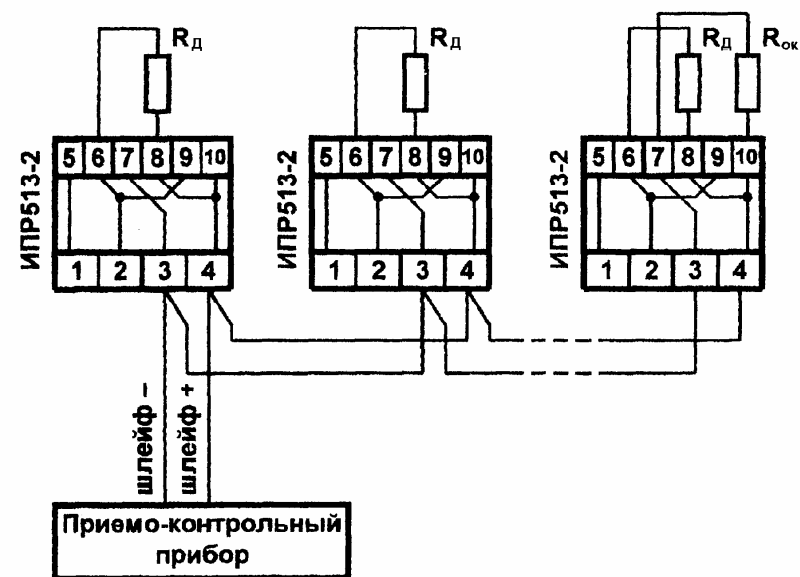 Rд
Rд
Rд Rок
ИПР513-2
5 6 7 8 9 10
1 2 3 4
ИПР513-2
5 6 7 8 9 10
1 2 3 4
ИПР513-2
5 6 7 8 9 10
1 2 3 4
шлейф –
шлейф +
Приемо-контрольный
прибор